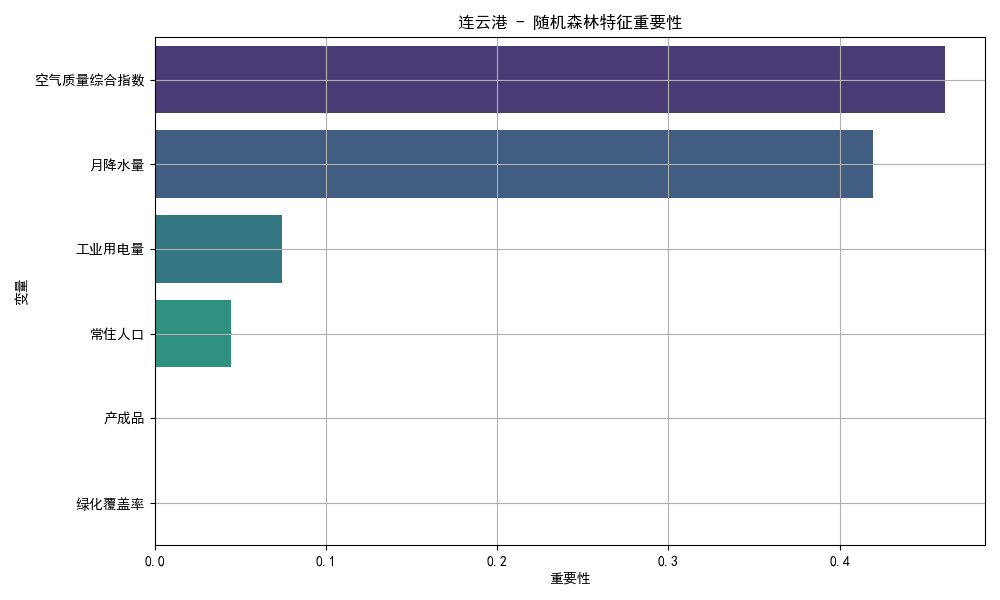 连云港 - 随机森林特征重要性
空气质量综合指数
月降水量
工业用电量
常住人口
产成品
绿化覆盖率
变量
0.0 0.1 0.2 0.3 0.4
重要性